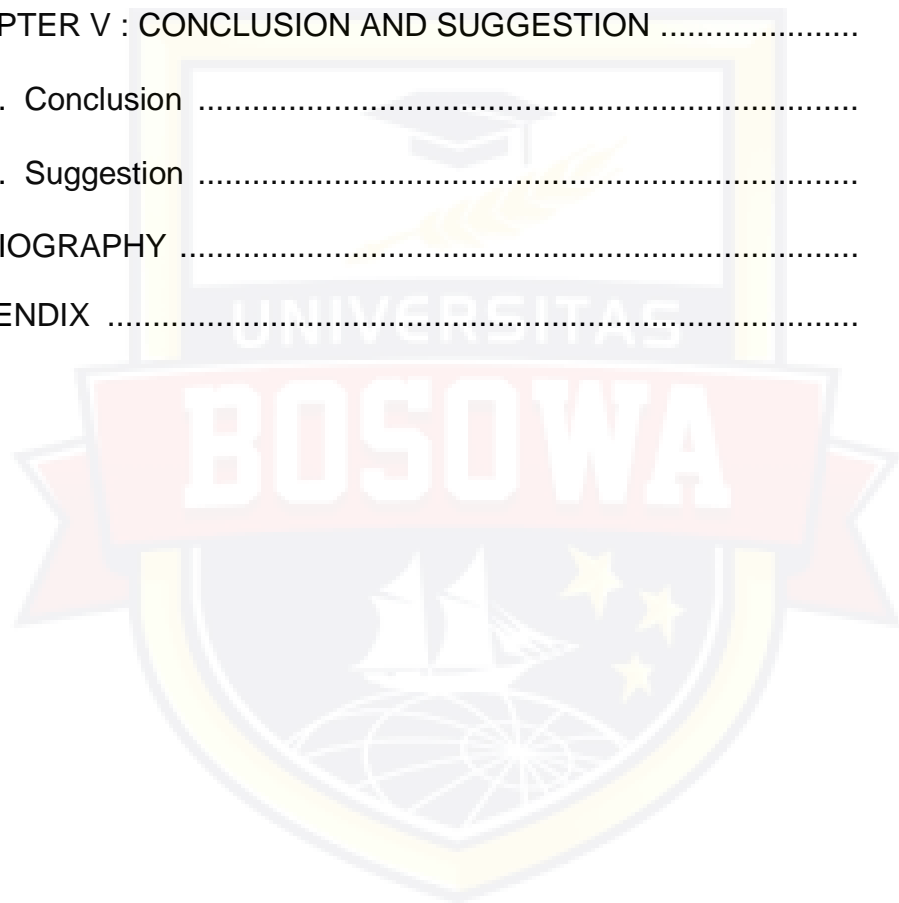 PTER V : CONCLUSION AND SUGGESTION .....................
. Conclusion ........................................................................
. Suggestion ........................................................................
IOGRAPHY ..........................................................................
ENDIX ..................................................................................
UNIVERSITAS
BOSOWA